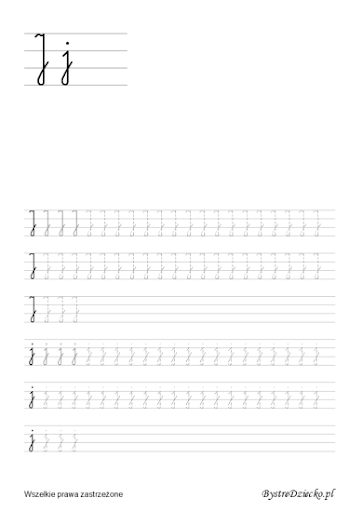 J j
J J J J J J J J J J J J J J J J J J J J J
J J J J J J J J J J J J J J J J J J J J J
J J J J
j j j j j j j j j j j j j j j j j j j j j
j j j j j j j j j j j j j j j j j j j j j
j j j j
Wszelkie prawa zastrzeżone
BystreDziecko.pl